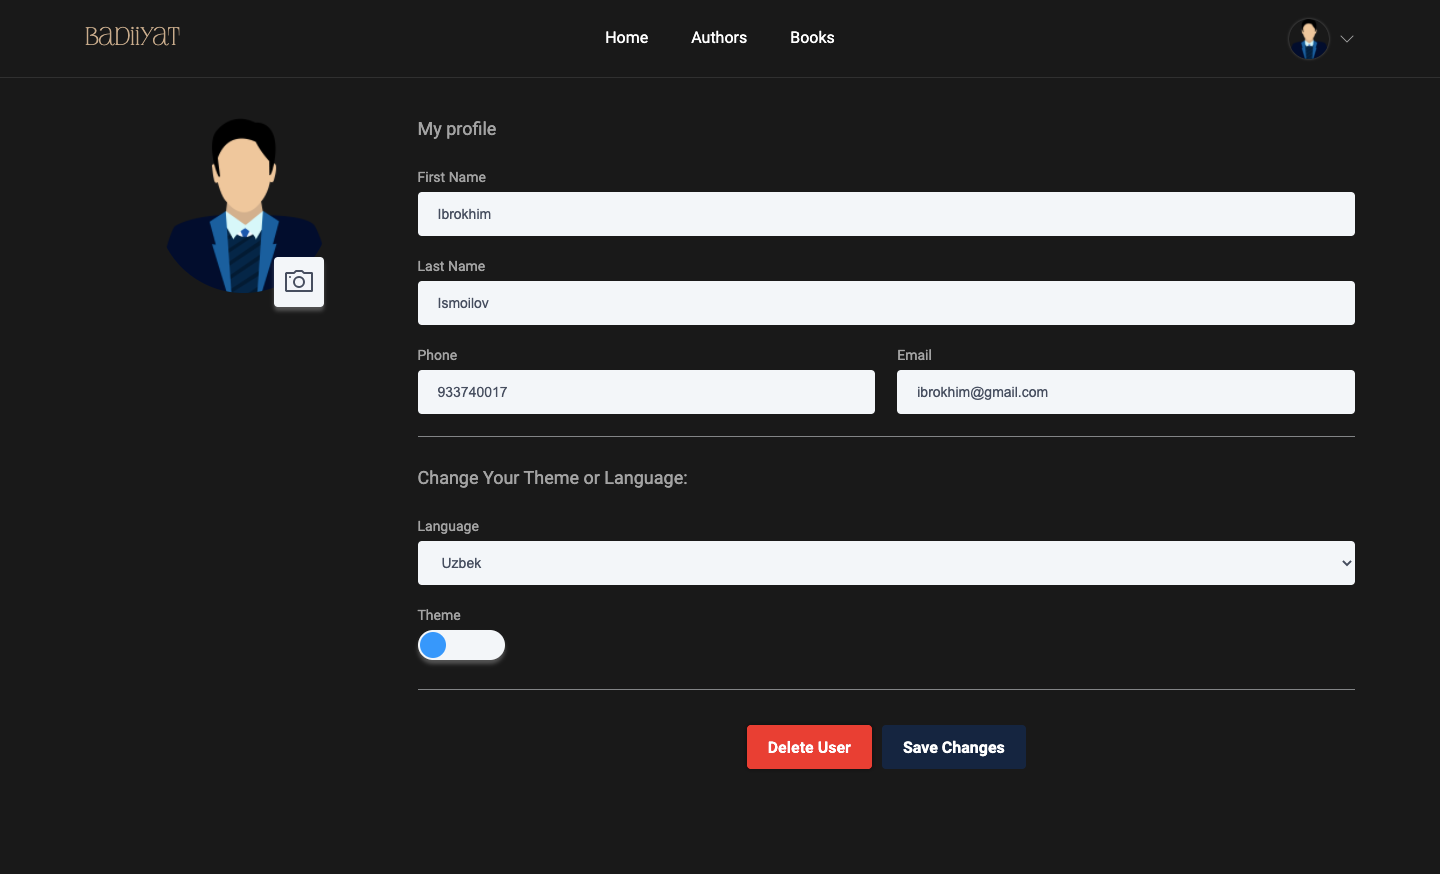 BADIIYAT
Home Authors Books
My profile
First Name
Ibrokhim
Last Name
Ismoilov
Phone Email
933740017 ibrokhim@gmail.com
Change Your Theme or Language:
Language
Uzbek
Theme
Delete User Save Changes